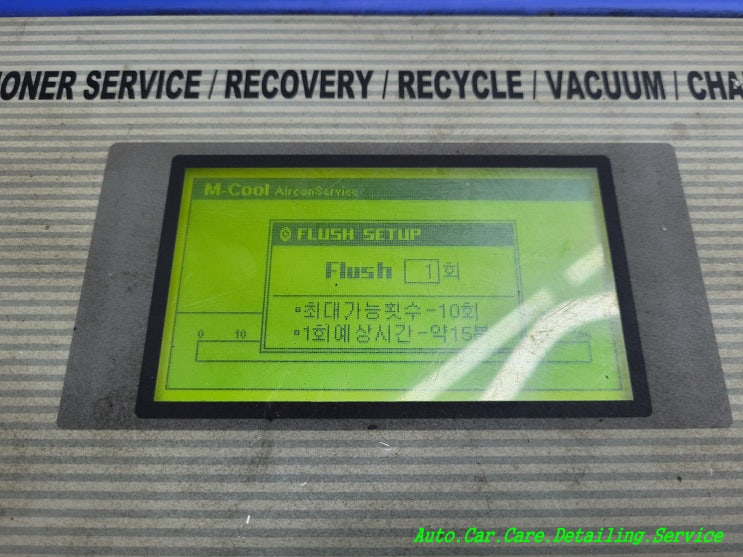 ONER SERVICE / RECOVERY / RECYCLE / VACUUM / CHA
M-Cool AirconService
FLUSH SETUP
Flush 1회
▫최대가능횟수-10회
▫1회예상시간-약15분
0 10
Auto.Car.Care.Detailing.Service